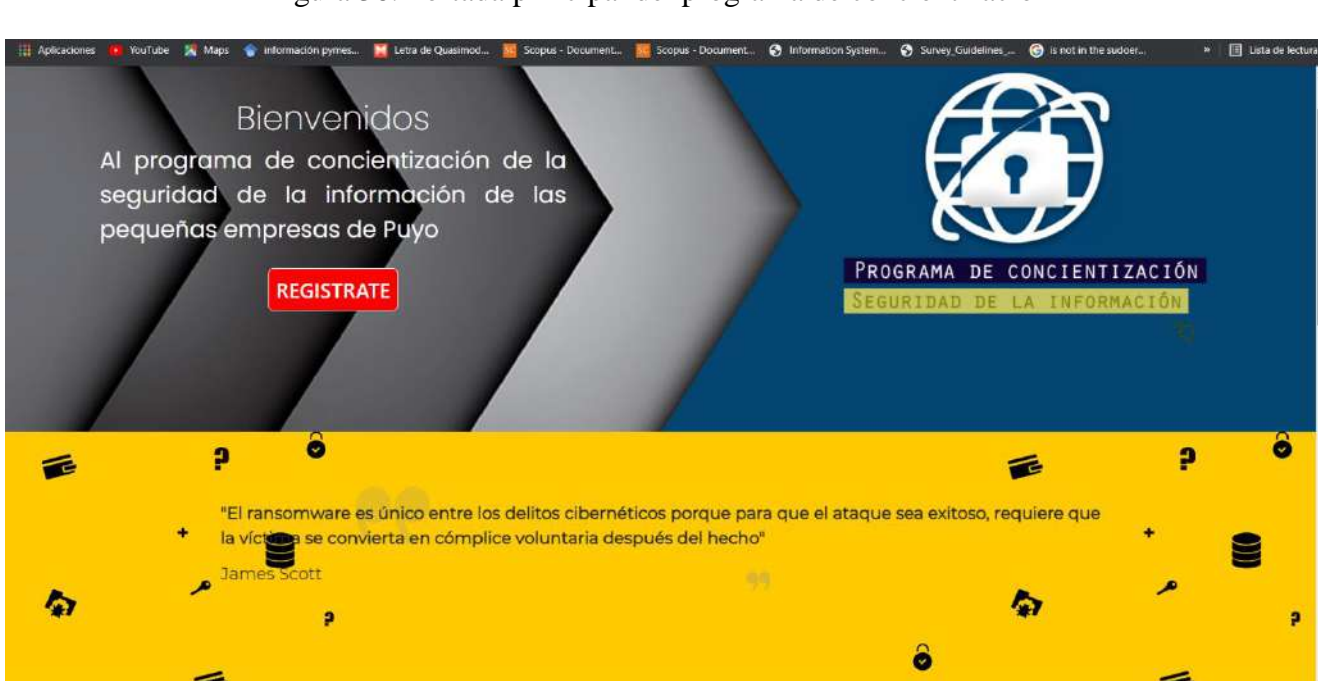 Aplicaciones YouTube Maps información pymes... Letra de Quasimod... Scopus - Document... Scopus - Document... Information System... Survey_Guidelines_... is not in the sudoer... » Lista de lectura
Bienvenidos
Al programa de concientización de la
seguridad de la información de las
pequeñas empresas de Puyo
REGISTRATE
PROGRAMA DE CONCIENTIZACIÓN
SEGURIDAD DE LA INFORMACIÓN
"El ransomware es único entre los delitos cibernéticos porque para que el ataque sea exitoso, requiere que
la víctima se convierta en cómplice voluntaria después del hecho"
James Scott